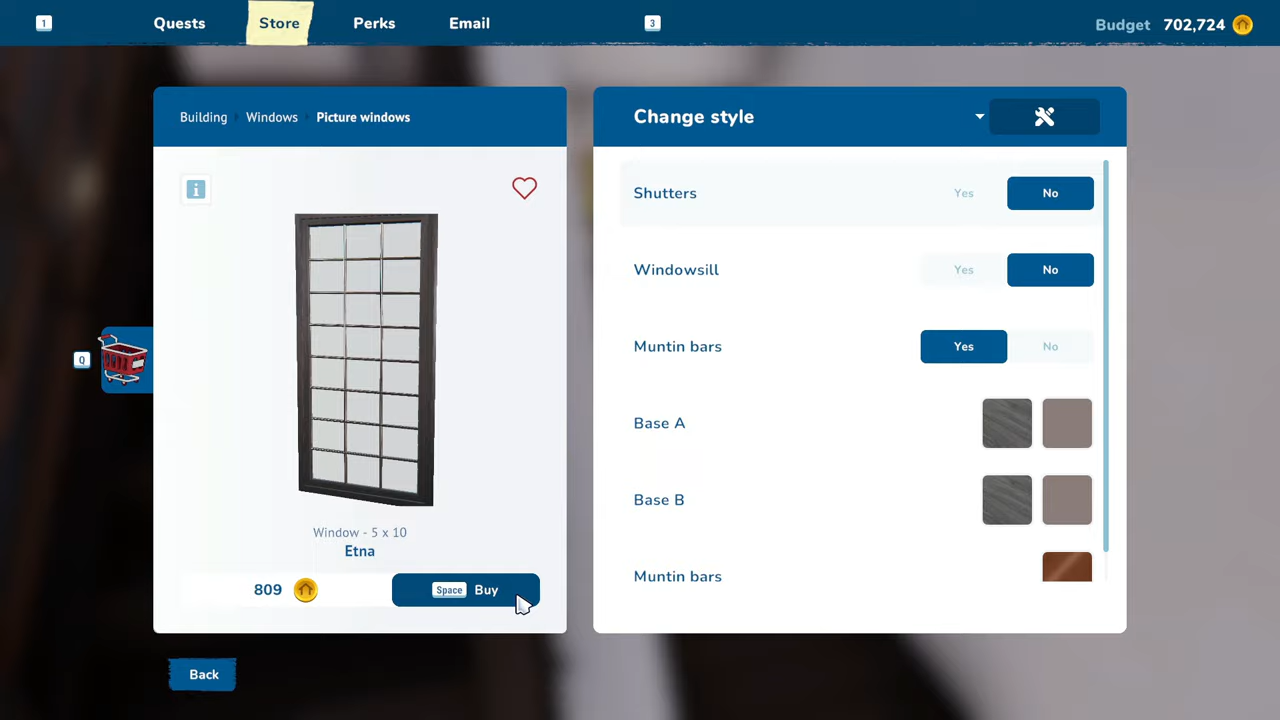 1 Quests Store Perks Email 3 Budget 702,724
Building Windows Picture windows
Change style
i
Shutters Yes No
Windowsill Yes No
Muntin bars Yes No
Q
Base A
Base B
Window - 5 x 10
Etna
Muntin bars
809 Space Buy
Back